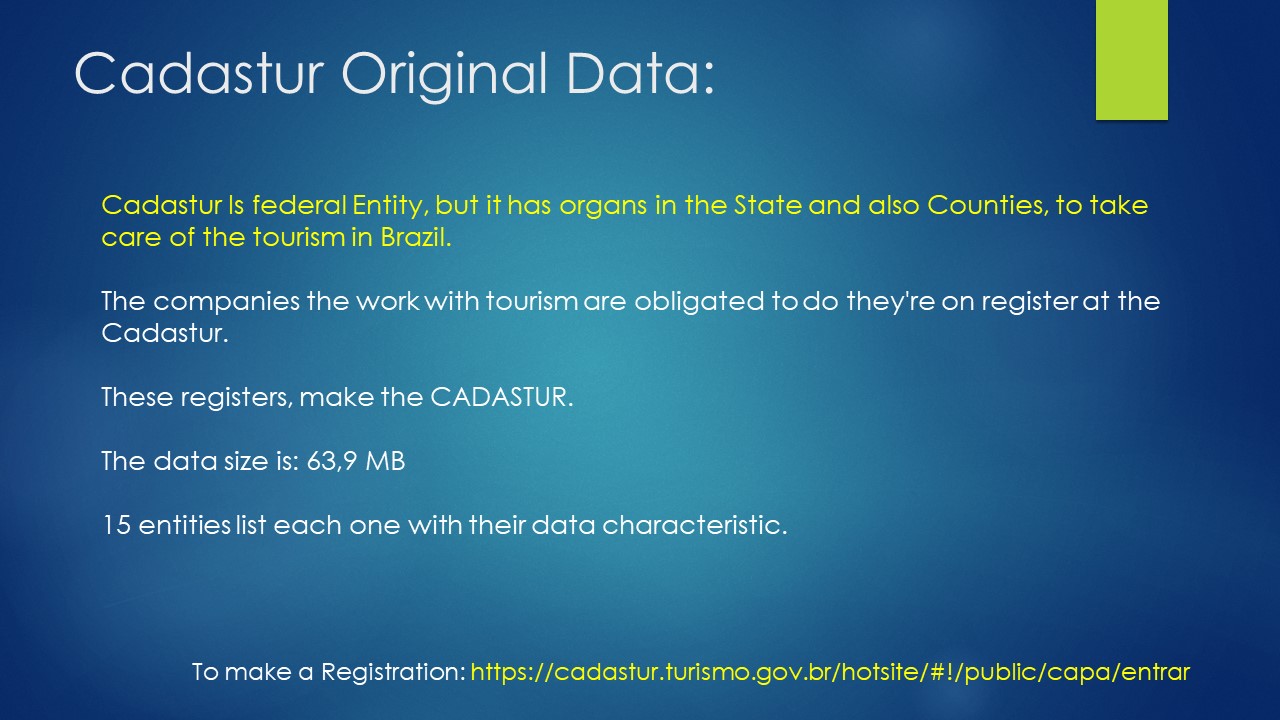 Cadastur Original Data:
Cadastur Is federal Entity, but it has organs in the State and also Counties, to take
care of the tourism in Brazil.
The companies the work with tourism are obligated to do they're on register at the
Cadastur.
These registers, make the CADASTUR.
The data size is: 63,9 MB
15 entities list each one with their data characteristic.
To make a Registration: https://cadastur.turismo.gov.br/hotsite/#!/public/capa/entrar